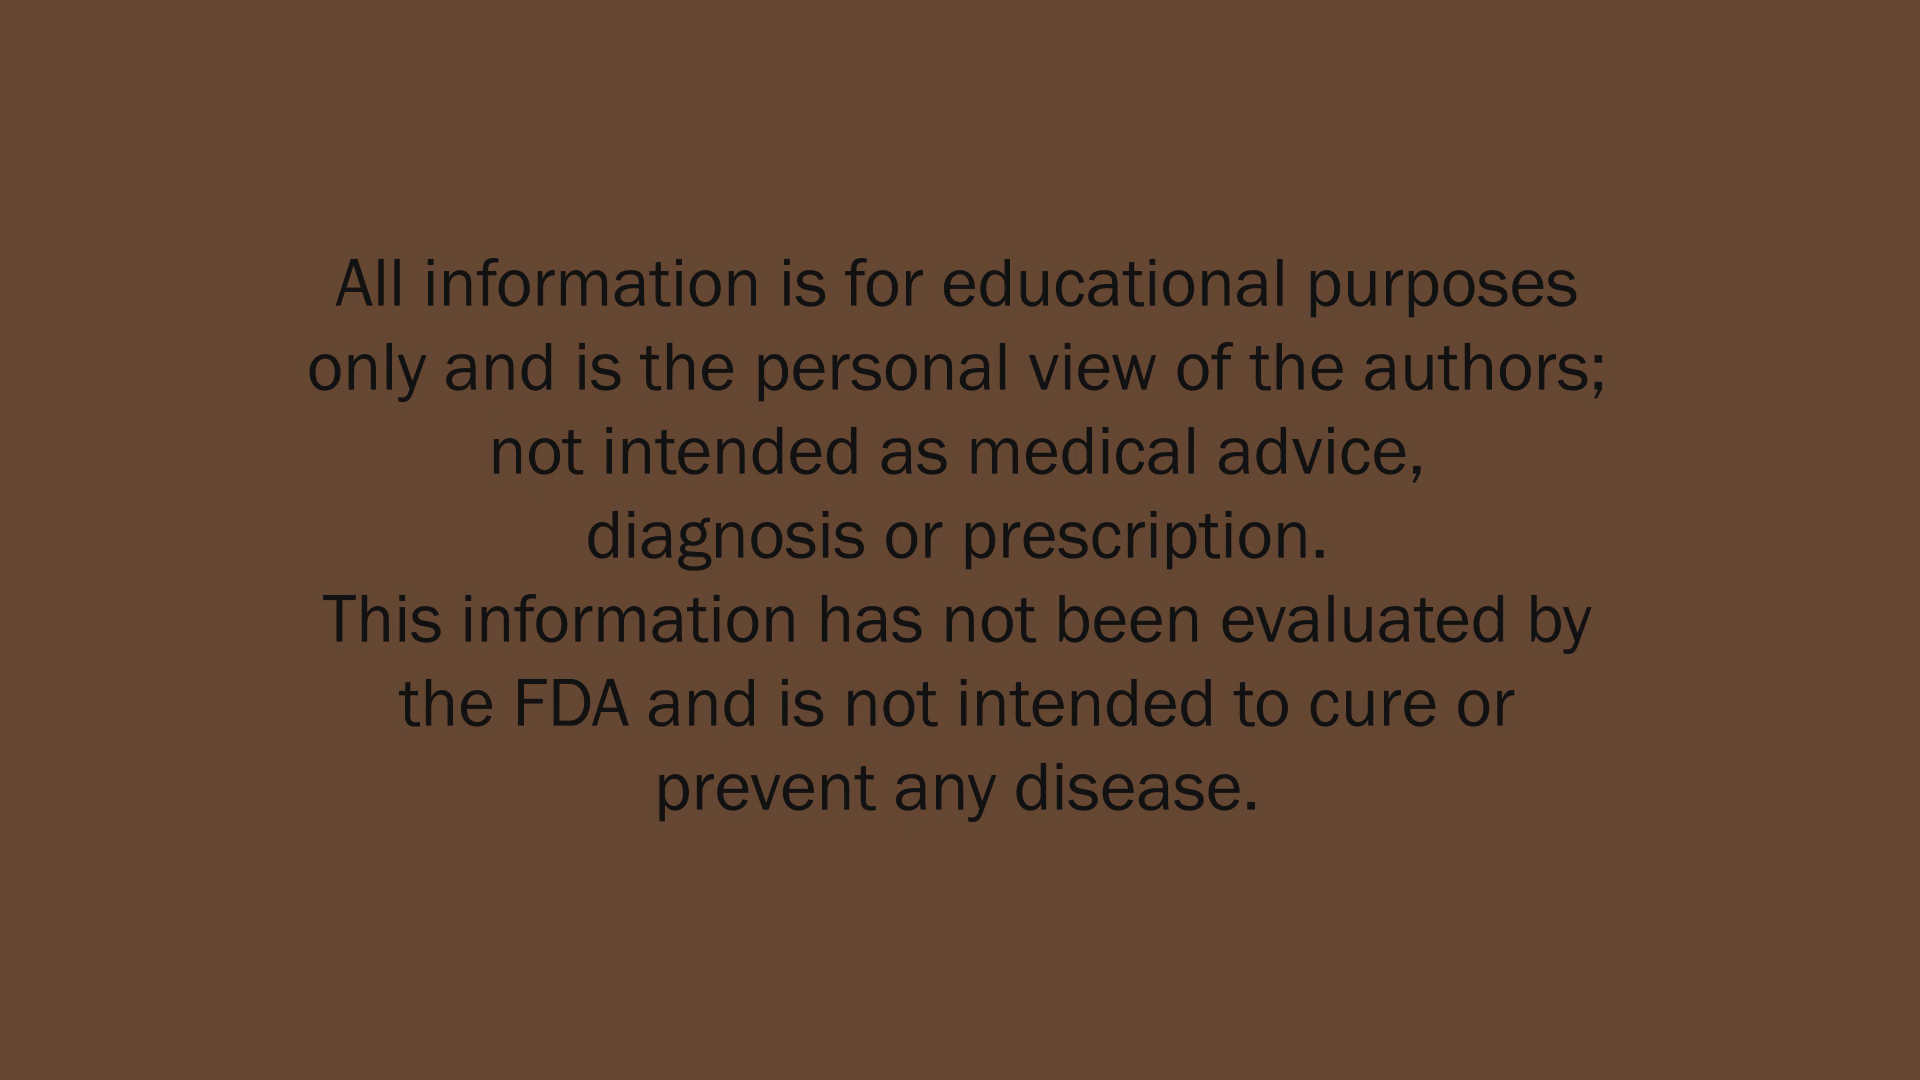 All information is for educational purposes
only and is the personal view of the authors;
not intended as medical advice,
diagnosis or prescription.
This information has not been evaluated by
the FDA and is not intended to cure or
prevent any disease.